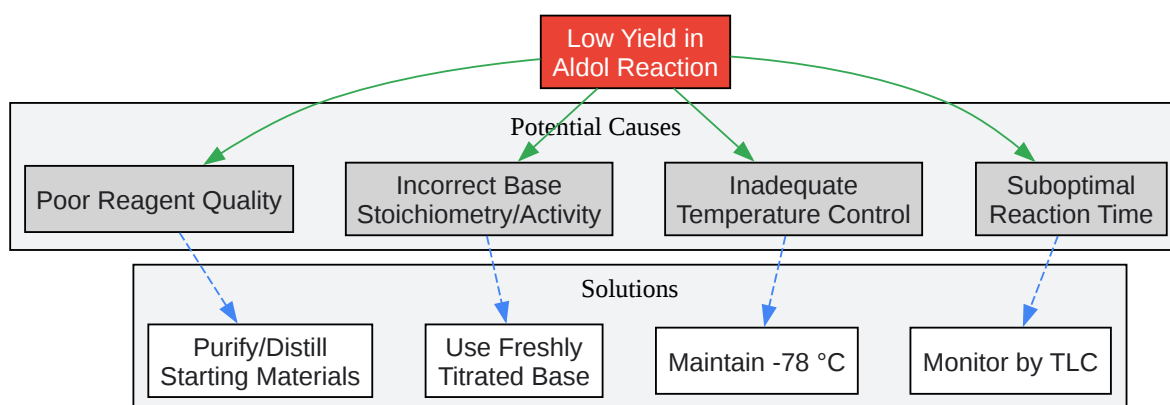 Low Yield in
Aldol Reaction
Potential Causes
Poor Reagent Quality
Incorrect Base
Stoichiometry/Activity
Inadequate
Temperature Control
Suboptimal
Reaction Time
Solutions
Purify/Distill
Starting Materials
Use Freshly
Titrated Base
Maintain -78 °C
Monitor by TLC